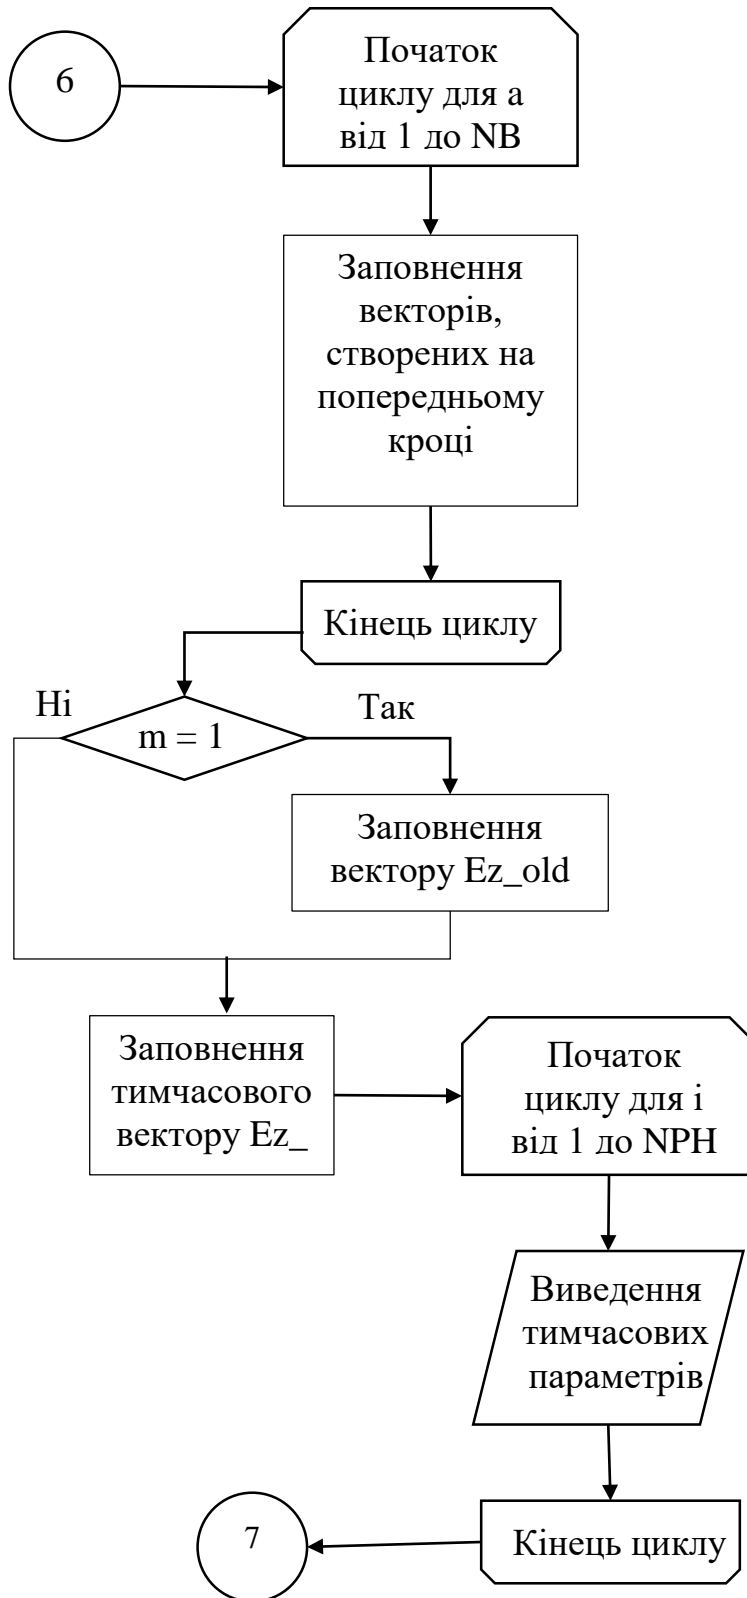 6
Початок
циклу для а
від 1 до NB
Заповнення
векторів,
створених на
попередньому
кроці
Кінець циклу
Ні
Так
m = 1
Заповнення
вектору Ez_old
Заповнення
тимчасового
вектору Ez_
Початок
циклу для і
від 1 до NPH
Виведення
тимчасових
параметрів
7
Кінець циклу